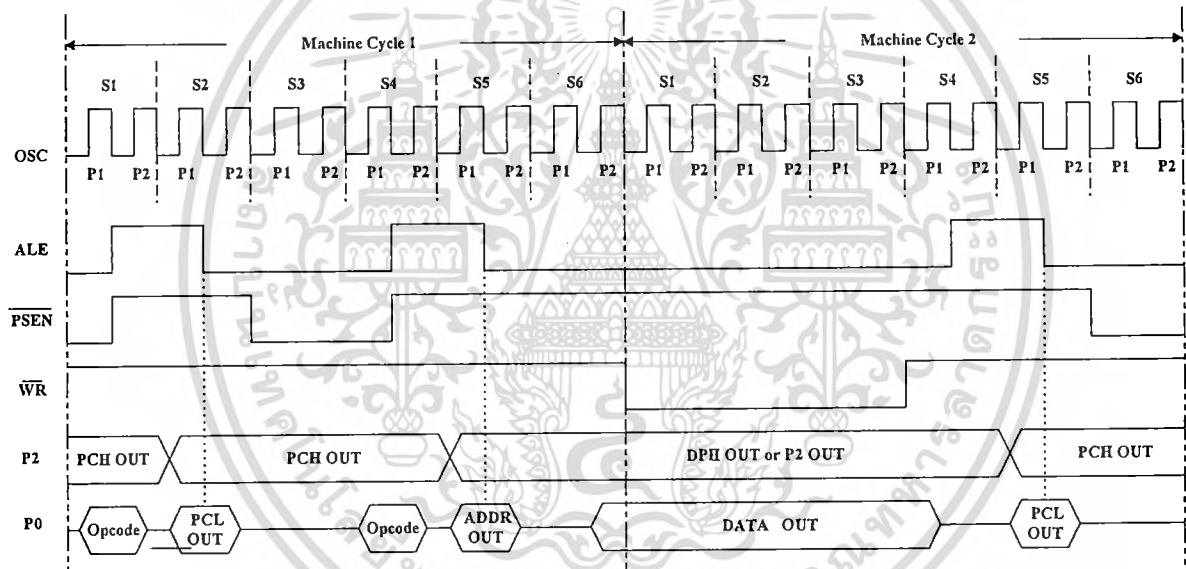 Machine Cycle 1 Machine Cycle 2
S1 S2 S3 S4 S5 S6 S1 S2 S3 S4 S5 S6
OSC
P1 P2 P1 P2 P1 P2 P1 P2 P1 P2 P1 P2 P1 P2 P1 P2 P1 P2 P1 P2 P1 P2 P1 P2
ALE
PSEN
WR
P2 PCH OUT PCH OUT DPH OUT or P2 OUT PCH OUT
P0 Opcode PCL OUT Opcode ADDR OUT DATA OUT PCL OUT